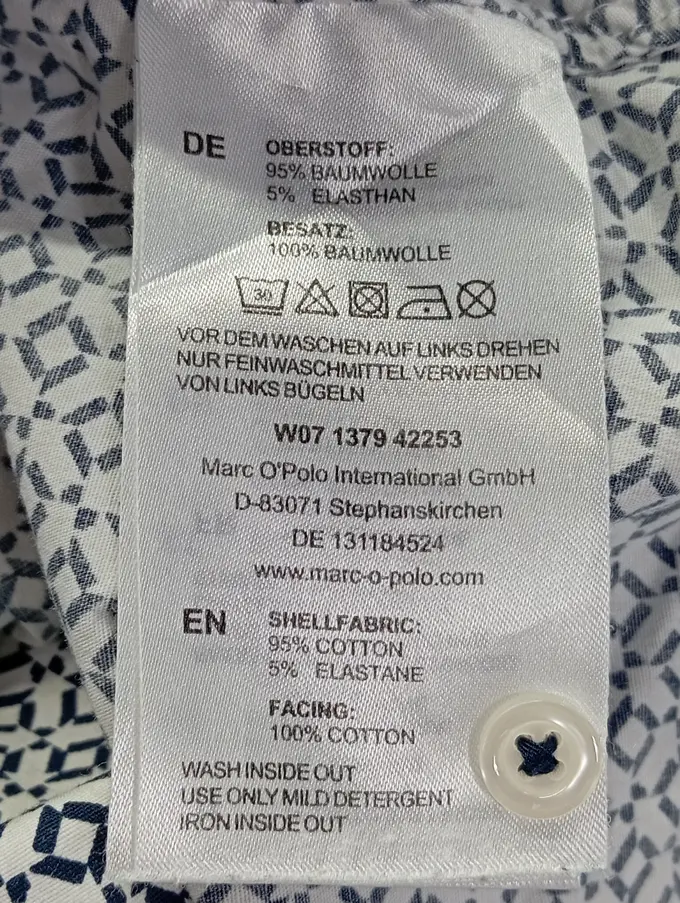 DE OBERSTOFF:
95% BAUMWOLLE
5% ELASTHAN
BESATZ:
100% BAUMWOLLE
30
VOR DEM WASCHEN AUF LINKS DREHEN
NUR FEINWASCHMITTEL VERWENDEN
VON LINKS BÜGELN
W07 1379 42253
Marc O'Polo International GmbH
D-83071 Stephanskirchen
DE 131184524
www.marc-o-polo.com
EN SHELLFABRIC:
95% COTTON
5% ELASTANE
FACING:
100% COTTON
WASH INSIDE OUT
USE ONLY MILD DETERGENT
IRON INSIDE OUT